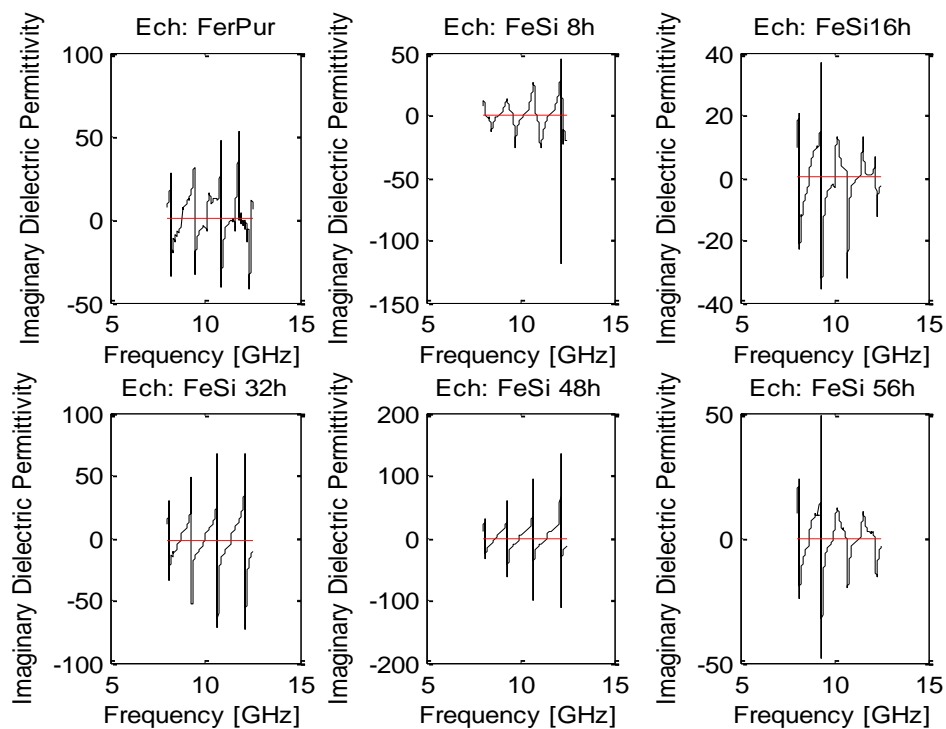 Ech: FerPur
Imaginary Dielectric Permittivity
100
50
0
-50
5
10
15
Frequency [GHz]
Ech: FeSi 8h
Imaginary Dielectric Permittivity
50
0
-50
-100
-150
5
10
15
Frequency [GHz]
Ech: FeSi16h
Imaginary Dielectric Permittivity
40
20
0
-20
-40
5
10
15
Frequency [GHz]
Ech: FeSi 32h
Imaginary Dielectric Permittivity
100
50
0
-50
-100
5
10
15
Frequency [GHz]
Ech: FeSi 48h
Imaginary Dielectric Permittivity
200
100
0
-100
-200
5
10
15
Frequency [GHz]
Ech: FeSi 56h
Imaginary Dielectric Permittivity
50
0
-50
5
10
15
Frequency [GHz]